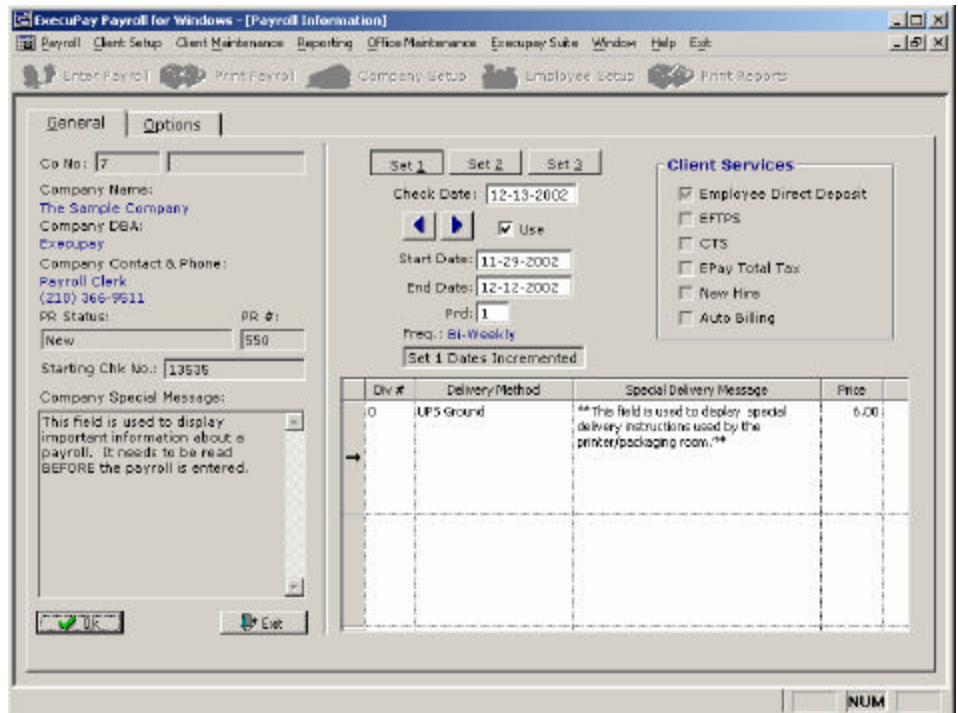 ExecuPay Payroll for Windows - [Payroll Information]
Payroll Client Setup Client Maintenance Reporting Office Maintenance Execupay Suite Window Help Exit
Enter Payroll Print Payroll Company Setup Employee Setup Print Reports
General Options
Co No: 7
Company Name:
The Sample Company
Company DBA:
Execupay
Company Contact & Phone:
Payroll Clerk
(210) 366-9511
PR Status: PR #:
New 550
Starting Chk No.: 13535
Company Special Message:
This field is used to display
important information about a
payroll. It needs to be read
BEFORE the payroll is entered.
Ok Exit
Set 1 Set 2 Set 3
Check Date: 12-13-2002
Use
Start Date: 11-29-2002
End Date: 12-12-2002
Prd: 1
Freq.: Bi-Weekly
Set 1 Dates Incremented
Client Services
Employee Direct Deposit
EFTPS
CTS
EPay Total Tax
New Hire
Auto Billing
Div # Delivery Method Special Delivery Message Price
0 UPS Ground **This field is used to display special 6.00
delivery instructions used by the
printer/packaging room.**
NUM